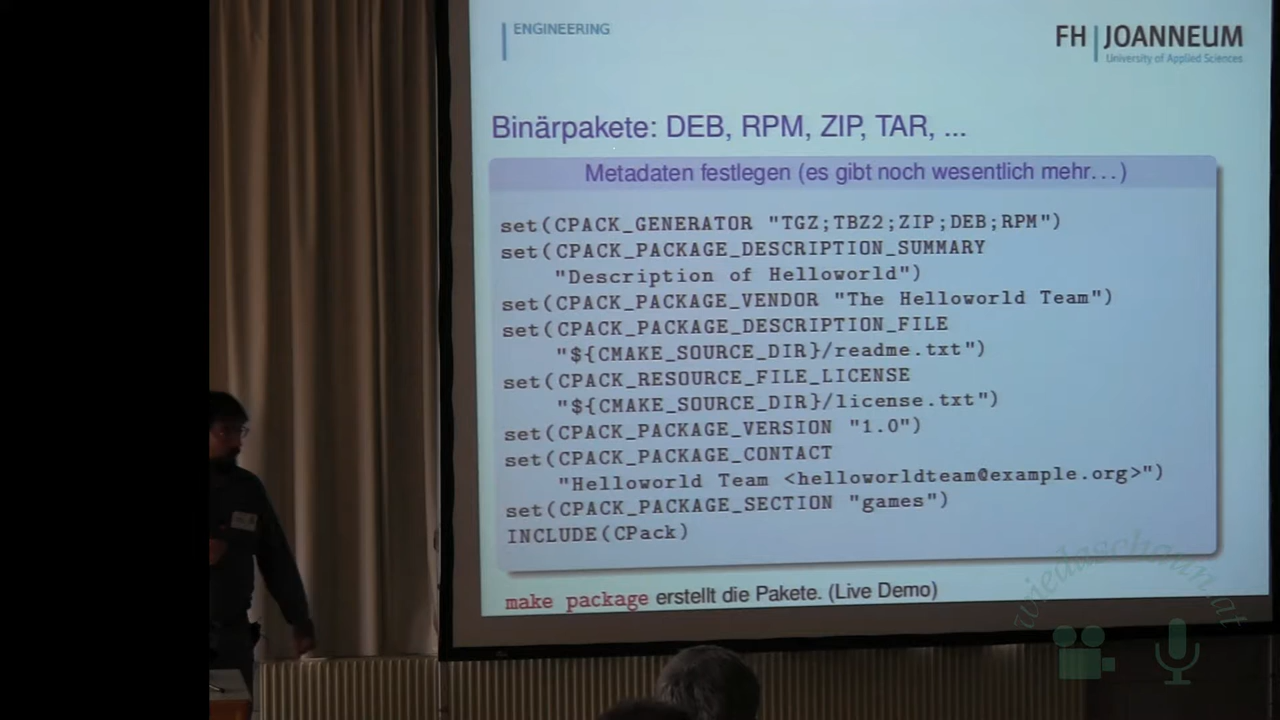 ENGINEERING
FH JOANNEUM
University of Applied Sciences
Binärpakete: DEB, RPM, ZIP, TAR, ...
Metadaten festlegen (es gibt noch wesentlich mehr...)
set(CPACK_GENERATOR "TGZ;TBZ2;ZIP;DEB;RPM")
set(CPACK_PACKAGE_DESCRIPTION_SUMMARY
"Description of Helloworld")
set(CPACK_PACKAGE_VENDOR "The Helloworld Team")
set(CPACK_PACKAGE_DESCRIPTION_FILE
"${CMAKE_SOURCE_DIR}/readme.txt")
set(CPACK_RESOURCE_FILE_LICENSE
"${CMAKE_SOURCE_DIR}/license.txt")
set(CPACK_PACKAGE_VERSION "1.0")
set(CPACK_PACKAGE_CONTACT
"Helloworld Team <helloworldteam@example.org>")
set(CPACK_PACKAGE_SECTION "games")
INCLUDE(CPack)
make package erstellt die Pakete. (Live Demo)
wiedaschaun.at